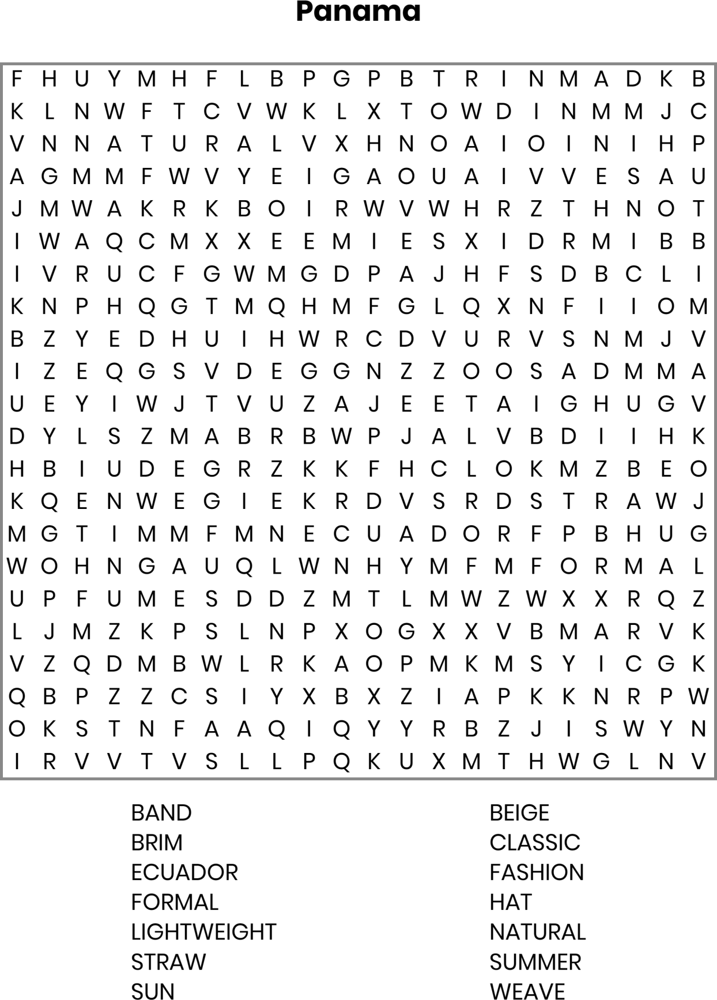 Panama
F H U Y M H F L B P G P B T R I N M A D K B
K L N W F T C V W K L X T O W D I N M M J C
V N N A T U R A L V X H N O A I O I N I H P
A G M M F W V Y E I G A O U A I V V E S A U
J M W A K R K B O I R W V W H R Z T H N O T
I W A Q C M X X E E M I E S X I D R M I B B
I V R U C F G W M G D P A J H F S D B C L I
K N P H Q G T M Q H M F G L Q X N F I I O M
B Z Y E D H U I H W R C D V U R V S N M J V
I Z E Q G S V D E G G N Z Z O O S A D M M A
U E Y I W J T V U Z A J E E T A I G H U G V
D Y L S Z M A B R B W P J A L V B D I I H K
H B I U D E G R Z K K F H C L O K M Z B E O
K Q E N W E G I E K R D V S R D S T R A W J
M G T I M M F M N E C U A D O R F P B H U G
W O H N G A U Q L W N H Y M F M F O R M A L
U P F U M E S D D Z M T L M W Z W X X R Q Z
L J M Z K P S L N P X O G X X V B M A R V K
V Z Q D M B W L R K A O P M K M S Y I C G K
Q B P Z Z C S I Y X B X Z I A P K K N R P W
O K S T N F A A Q I Q Y Y R B Z J I S W Y N
I R V V T V S L L P Q K U X M T H W G L N V
BAND BEIGE
BRIM CLASSIC
ECUADOR FASHION
FORMAL HAT
LIGHTWEIGHT NATURAL
STRAW SUMMER
SUN WEAVE